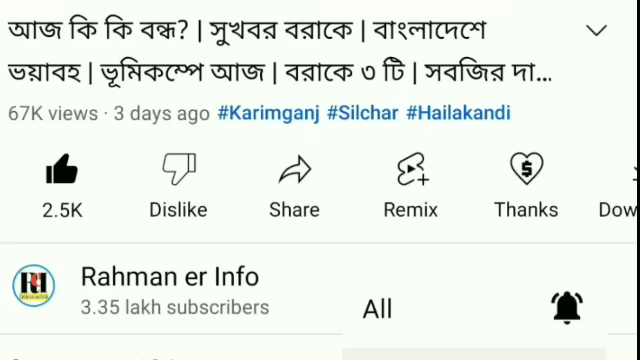 আজ কি কি বন্ধ? | সুখবর বরাকে | বাংলাদেশে
ভয়াবহ | ভূমিকম্পে আজ | বরাকে ৩ টি | সবজির দা...
67K views · 3 days ago #Karimganj #Silchar #Hailakandi
2.5K Dislike Share Remix Thanks Dow
Rahman er Info
3.35 lakh subscribers
All